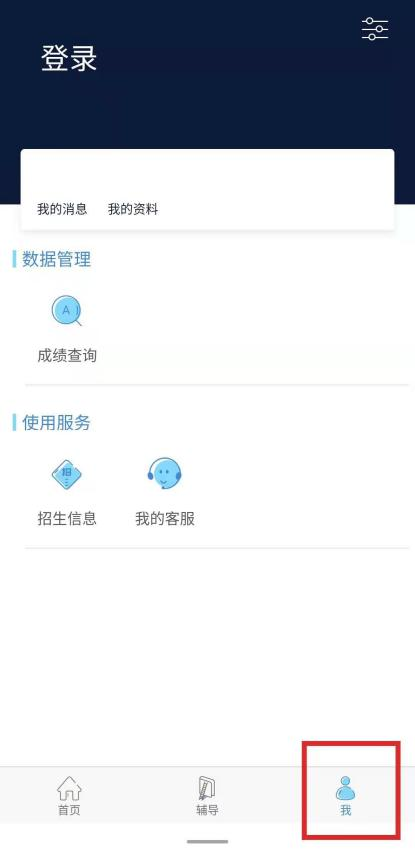 登录
我的消息 我的资料
数据管理
A
成绩查询
使用服务
招
招生信息 我的客服
首页 辅导 我